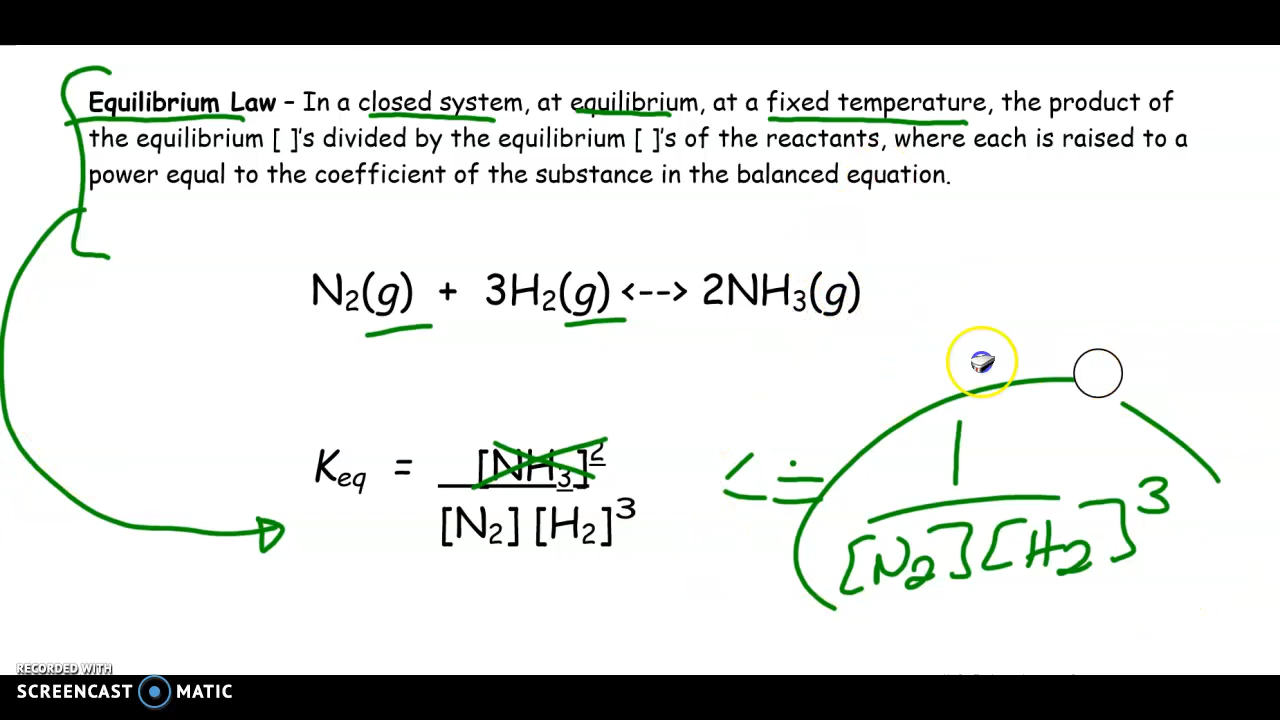 Equilibrium Law – In a closed system, at equilibrium, at a fixed temperature, the product of
the equilibrium [ ]'s divided by the equilibrium [ ]'s of the reactants, where each is raised to a
power equal to the coefficient of the substance in the balanced equation.
N₂(g) + 3H₂(g) <--> 2NH₃(g)
Keq = [NH₃]²
[N₂] [H₂]³
1
[N₂][H₂]³
RECORDED WITH
SCREENCAST MATIC